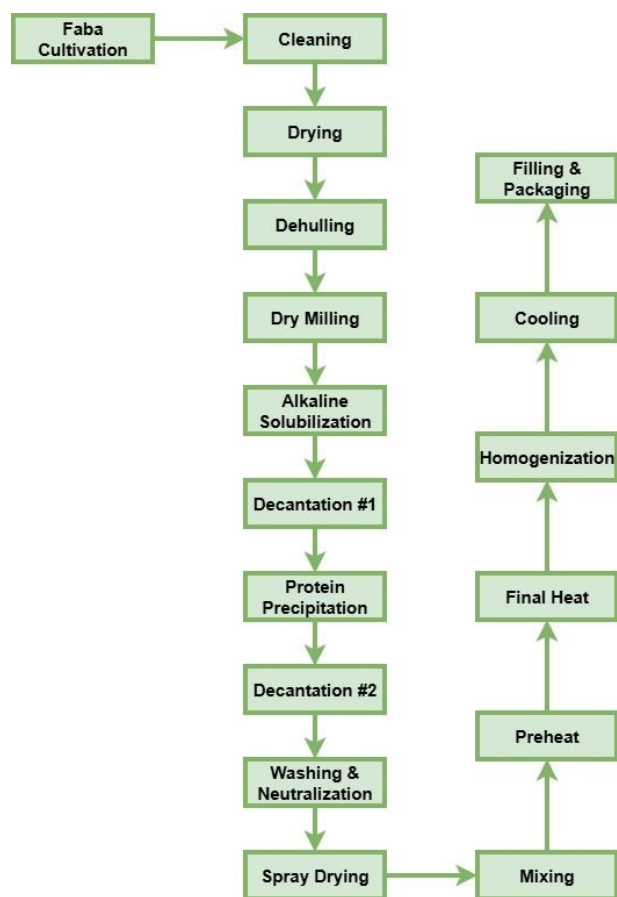 Faba
Cultivation
Cleaning
Drying
Dehulling
Dry Milling
Alkaline
Solubilization
Decantation #1
Protein
Precipitation
Decantation #2
Washing &
Neutralization
Spray Drying
Mixing
Preheat
Final Heat
Homogenization
Cooling
Filling &
Packaging